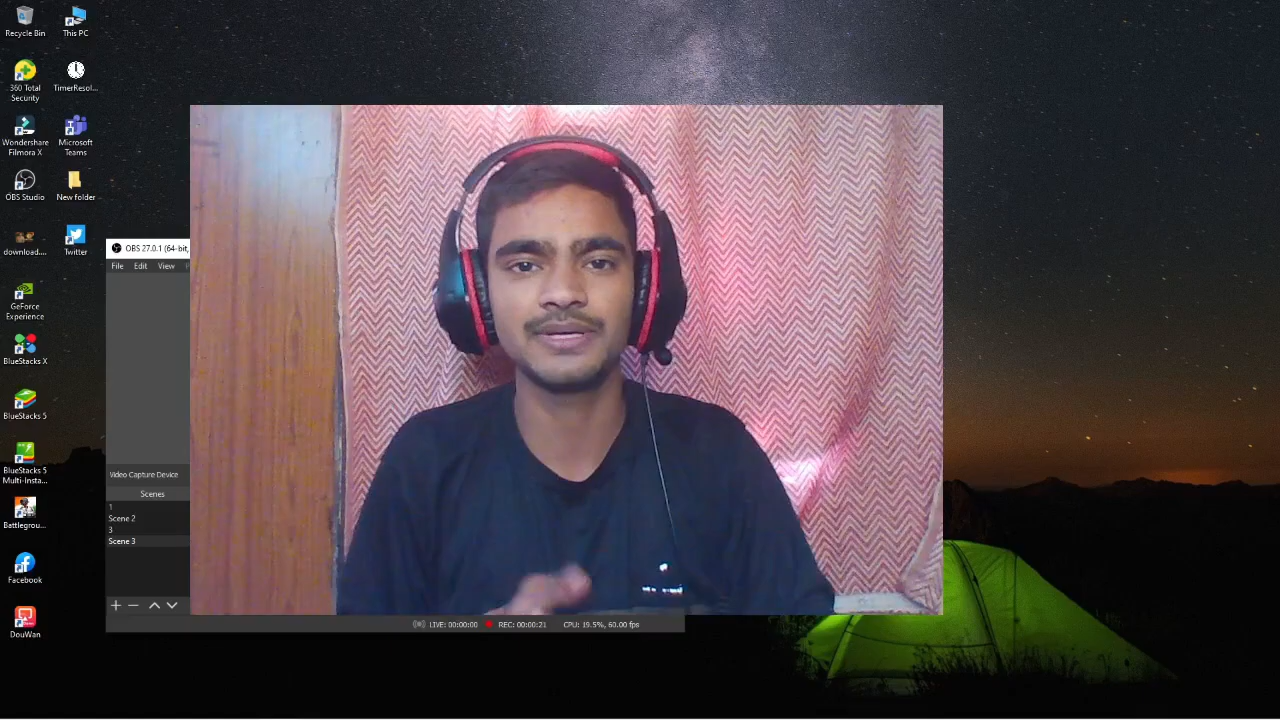 Recycle Bin
This PC
360 Total
Security
TimerResol...
Wondershare
Filmora X
Microsoft
Teams
OBS Studio
New folder
download....
Twitter
GeForce
Experience
BlueStacks X
BlueStacks 5
BlueStacks 5
Multi-Insta...
Battlegrou...
Facebook
DouWan
OBS 27.0.1 (64-bit,
File Edit View
Video Capture Device
Scenes
1
Scene 2
3
Scene 3
LIVE: 00:00:00 REC: 00:00:21 CPU: 19.5%, 60.00 fps